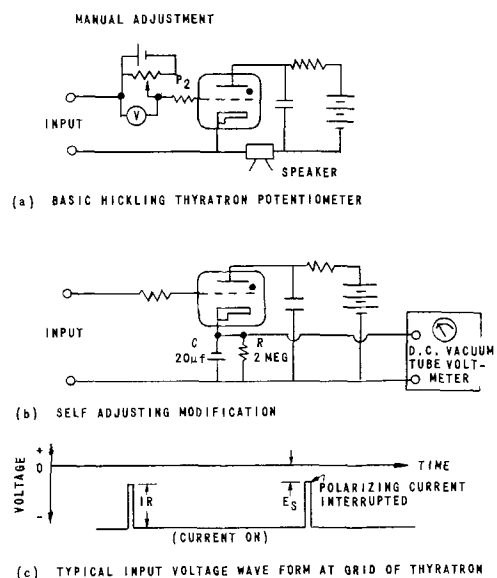 MANUAL ADJUSTMENT
P2
V
INPUT
SPEAKER
(a) BASIC HICKLING THYRATRON POTENTIOMETER
INPUT
C
20µf
R
2 MEG
D.C. VACUUM
TUBE VOLT-
METER
(b) SELF ADJUSTING MODIFICATION
VOLTAGE
+
0
-
TIME
IR
ES
POLARIZING CURRENT
INTERRUPTED
(CURRENT ON)
(c) TYPICAL INPUT VOLTAGE WAVE FORM AT GRID OF THYRATRON